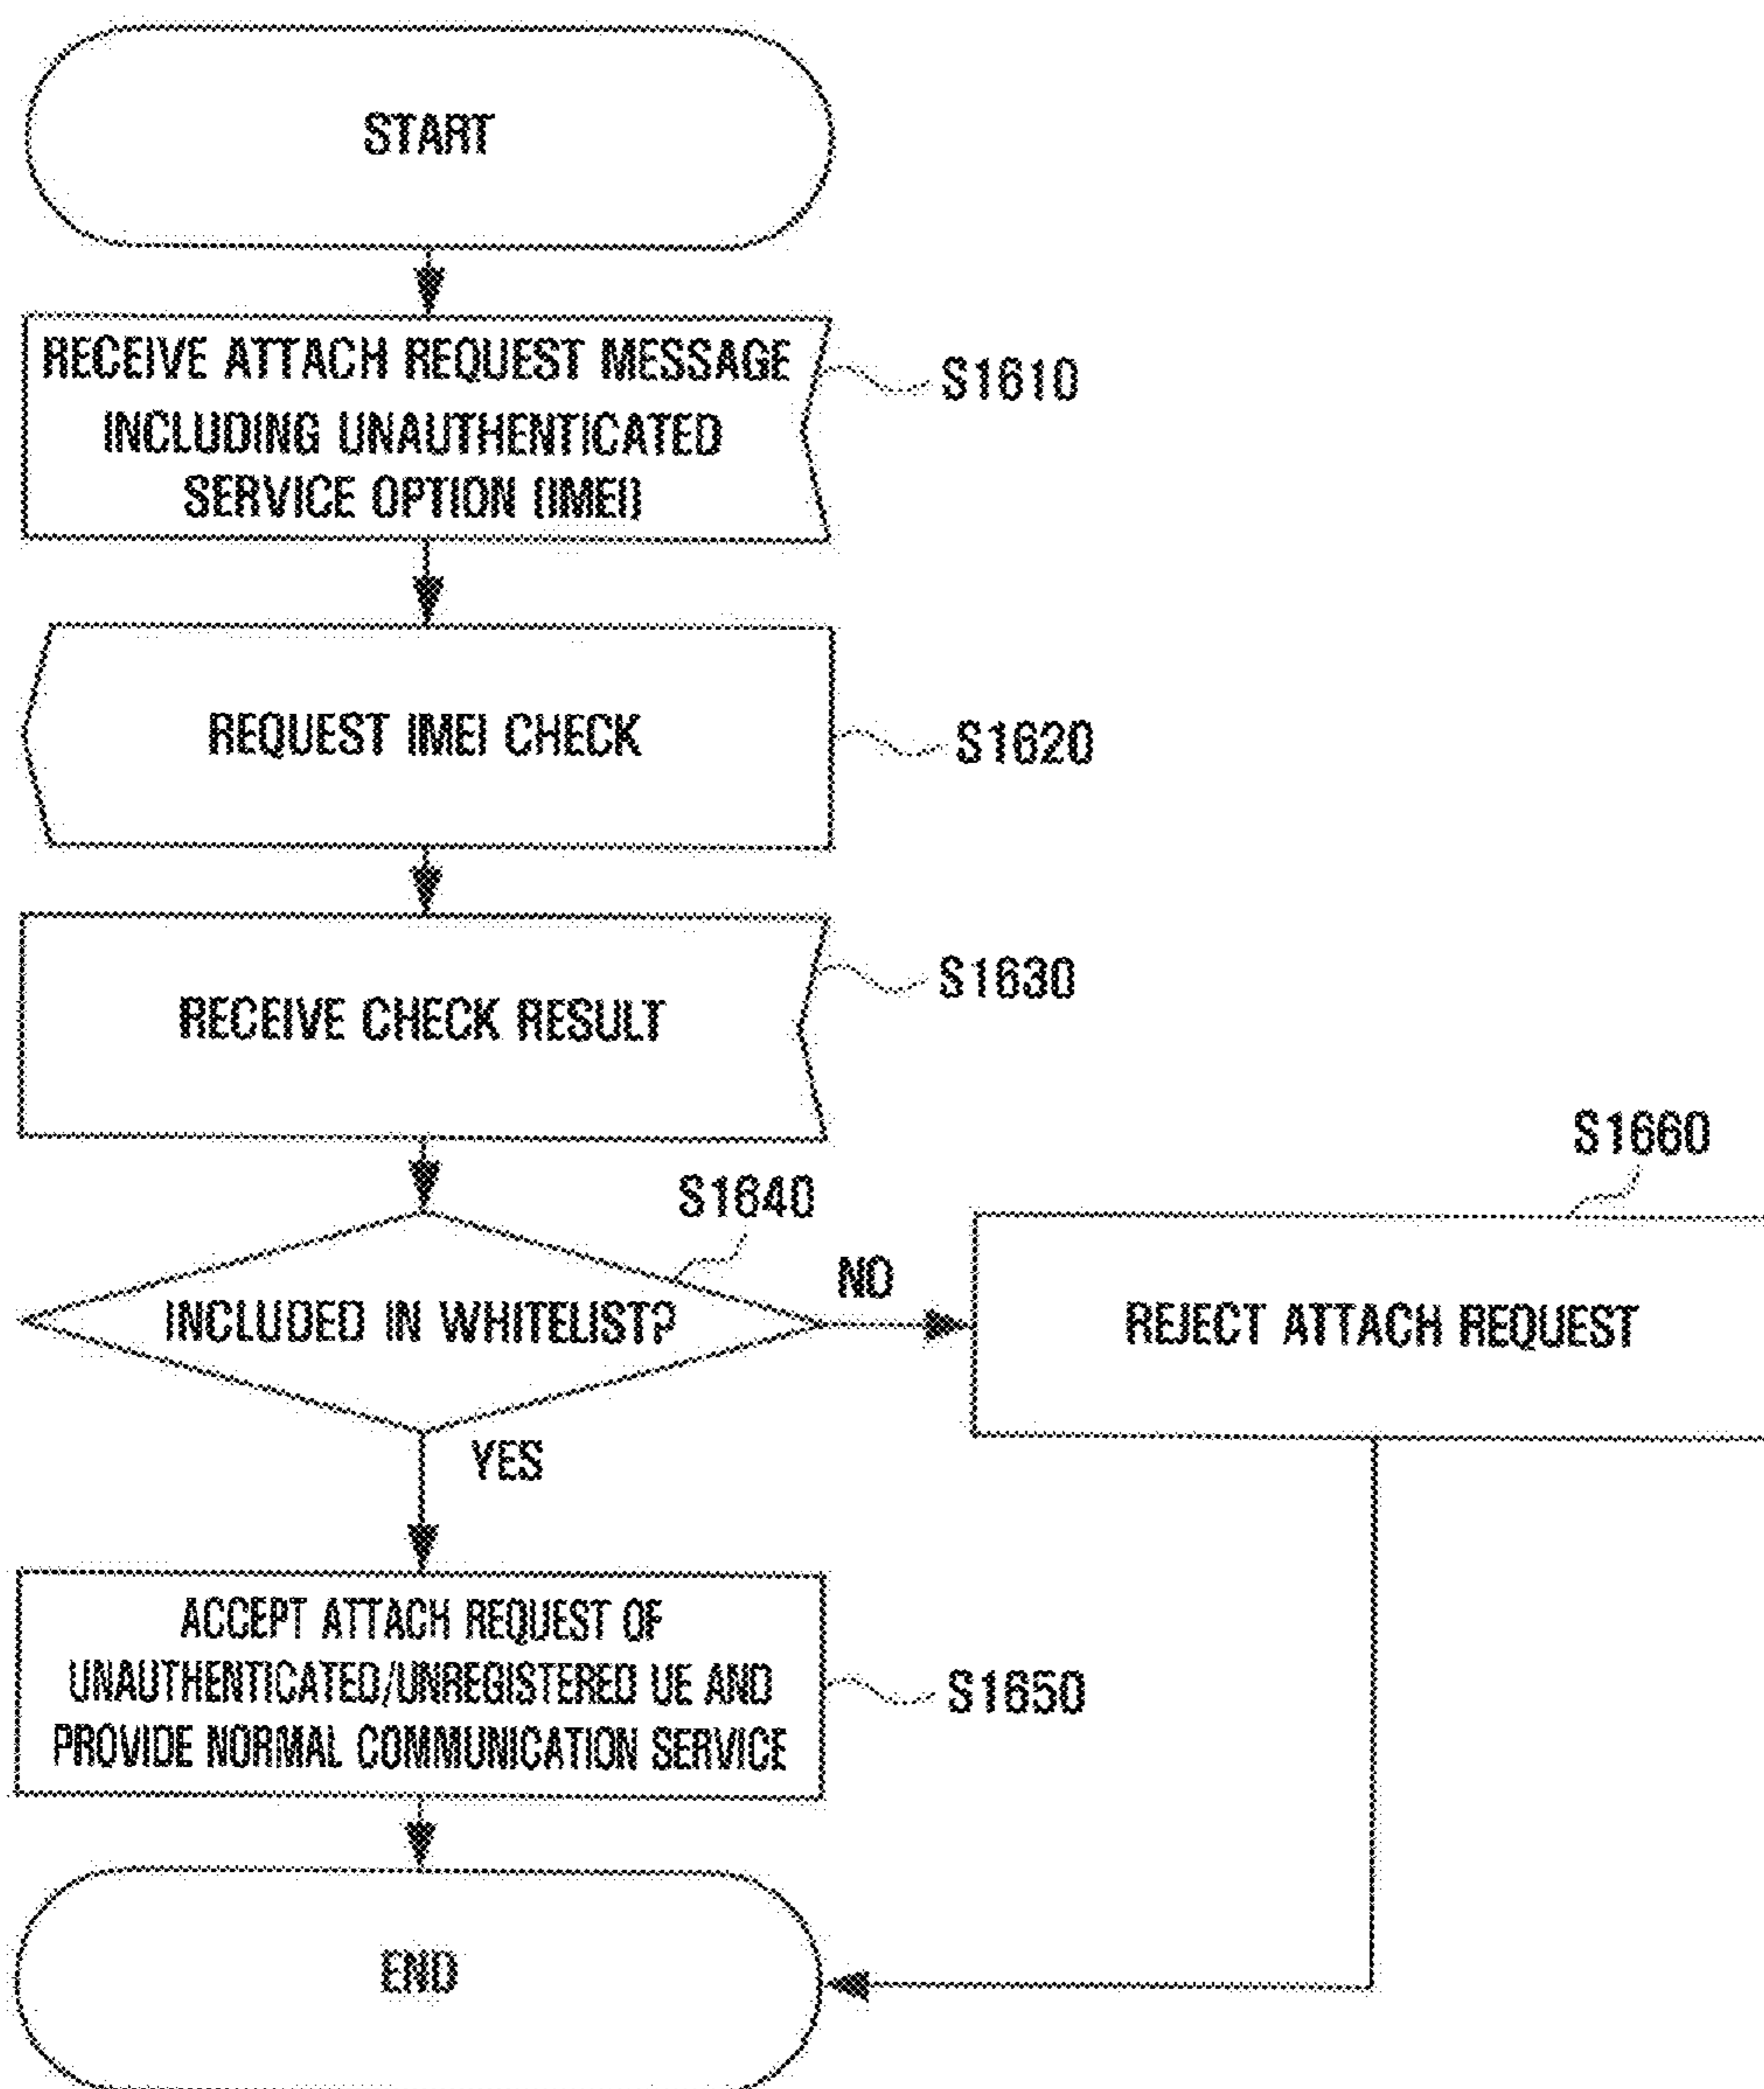 START
RECEIVE ATTACH REQUEST MESSAGE
INCLUDING UNAUTHENTICATED
SERVICE OPTION (IMEI)
S1610
REQUEST IMEI CHECK
S1620
RECEIVE CHECK RESULT
S1630
S1640
INCLUDED IN WHITELIST?
NO
S1660
REJECT ATTACH REQUEST
YES
ACCEPT ATTACH REQUEST OF
UNAUTHENTICATED/UNREGISTERED UE AND
PROVIDE NORMAL COMMUNICATION SERVICE
S1650
END